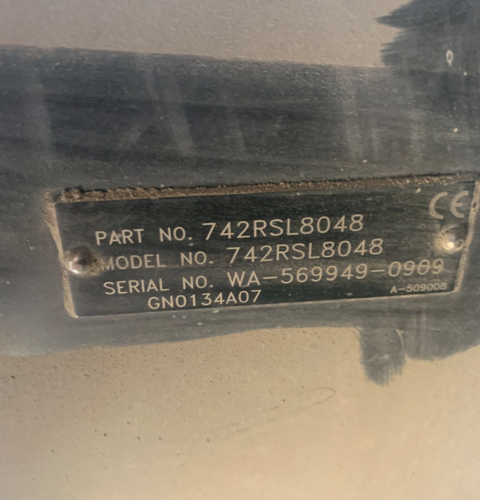 CE
PART NO. 742RSL8048
MODEL NO. 742RSL8048
SERIAL NO. WA-569949-0909
GN0134A07
A-509008